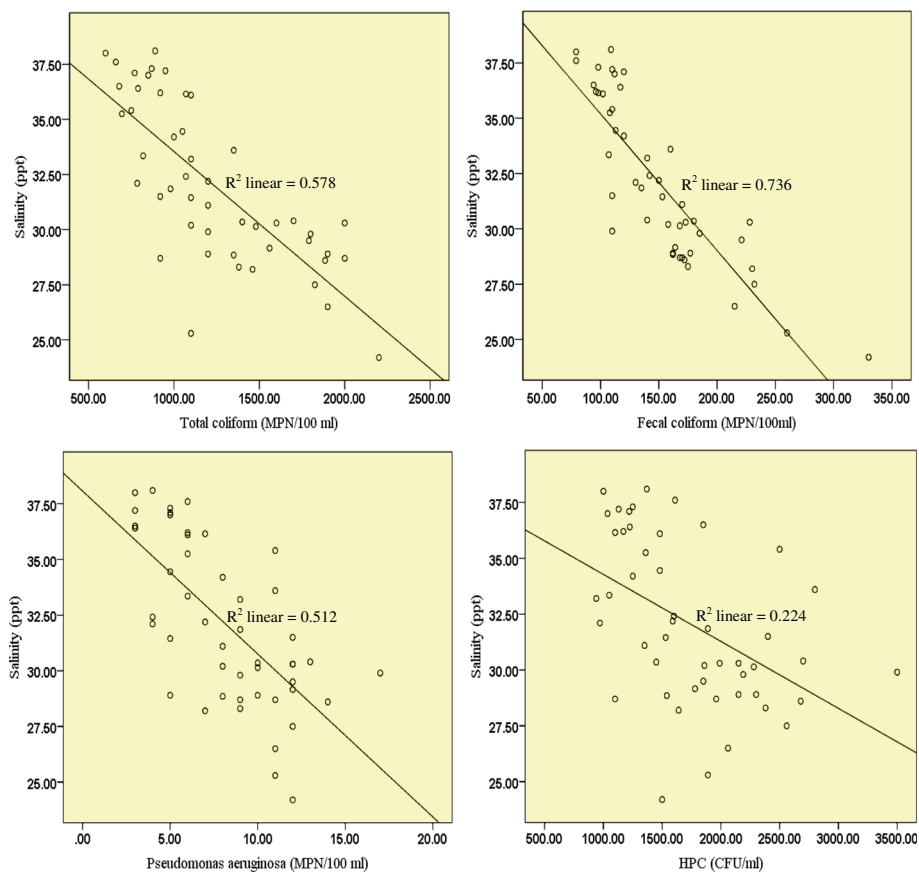 37.50
35.00
32.50
30.00
27.50
25.00
Salinity (ppt)
R² linear = 0.578
500.00 1000.00 1500.00 2000.00 2500.00
Total coliform (MPN/100 ml)
37.50
35.00
32.50
30.00
27.50
25.00
Salinity (ppt)
R² linear = 0.736
50.00 100.00 150.00 200.00 250.00 300.00 350.00
Fecal coliform (MPN/100ml)
37.50
35.00
32.50
30.00
27.50
25.00
Salinity (ppt)
R² linear = 0.512
.00 5.00 10.00 15.00 20.00
Pseudomonas aeruginosa (MPN/100 ml)
37.50
35.00
32.50
30.00
27.50
25.00
Salinity (ppt)
R² linear = 0.224
500.00 1000.00 1500.00 2000.00 2500.00 3000.00 3500.00
HPC (CFU/ml)